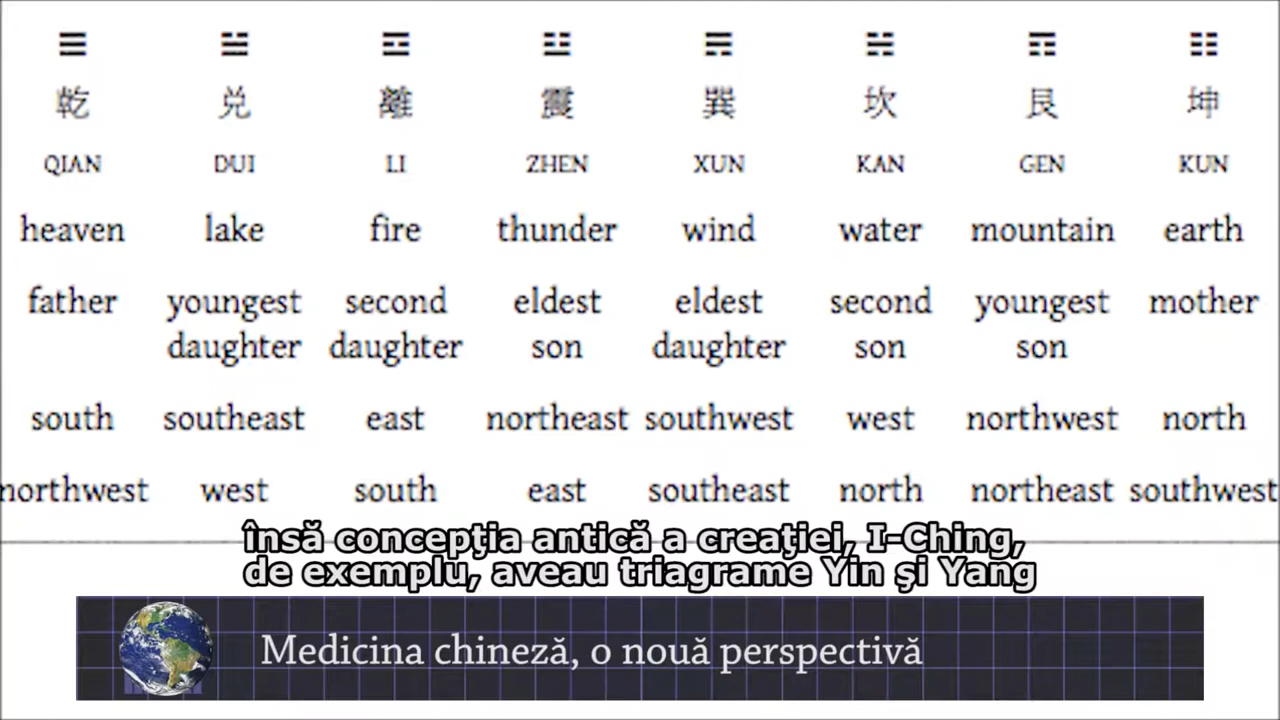 ☰ ☱ ☲ ☳ ☴ ☵ ☶ ☷
乾 兑 離 震 巽 坎 艮 坤
QIAN DUI LI ZHEN XUN KAN GEN KUN
heaven lake fire thunder wind water mountain earth
father youngest second eldest eldest second youngest mother
daughter daughter son daughter son son
south southeast east northeast southwest west northwest north
northwest west south east southeast north northeast southwest
însă concepţia antică a creaţiei, I-Ching,
de exemplu, aveau triagrame Yin şi Yang
Medicina chineză, o nouă perspectivă